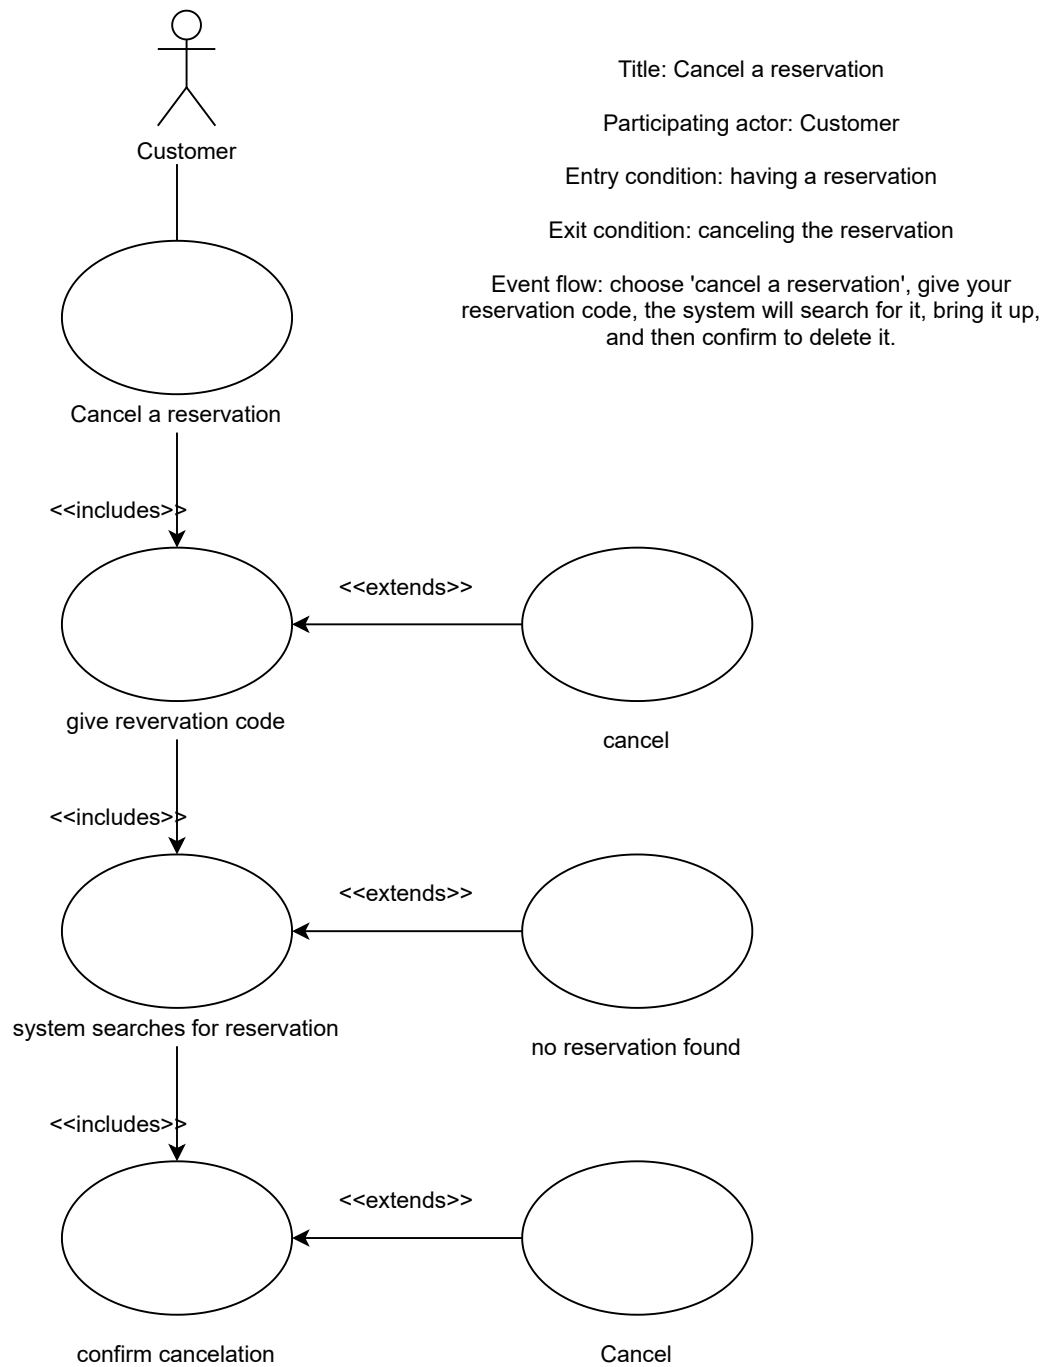 Customer
Title: Cancel a reservation
Participating actor: Customer
Entry condition: having a reservation
Exit condition: canceling the reservation
Event flow: choose 'cancel a reservation', give your
reservation code, the system will search for it, bring it up,
and then confirm to delete it.
Cancel a reservation
<<includes>>
<<extends>>
give revervation code
cancel
<<includes>>
<<extends>>
system searches for reservation
no reservation found
<<includes>>
<<extends>>
confirm cancelation
Cancel